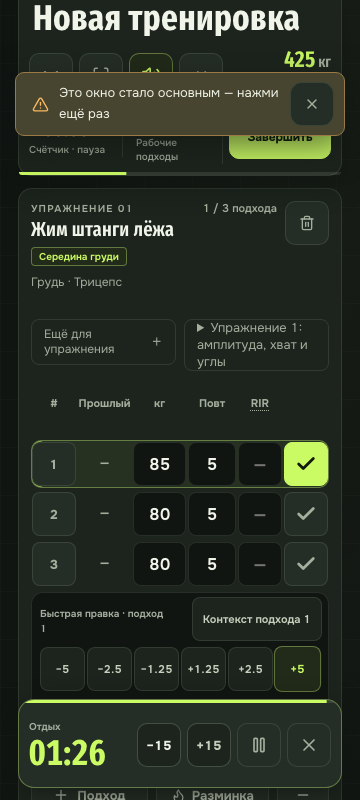 Новая тренировка
425 кг
Это окно стало основным — нажми
ещё раз
Счётчик · пауза
Рабочие
подходы
Завершить
УПРАЖНЕНИЕ 01
1 / 3 подхода
Жим штанги лёжа
Середина груди
Грудь · Трицепс
Ещё для
упражнения
+
▶ Упражнение 1:
амплитуда, хват и
углы
# Прошлый кг Повт RIR
1 – 85 5 —
2 – 80 5 —
3 – 80 5 —
Быстрая правка · подход
1
Контекст подхода 1
−5 −2.5 −1.25 +1.25 +2.5 +5
Отдых
01:26
−15 +15
+ Подход
Разминка
−